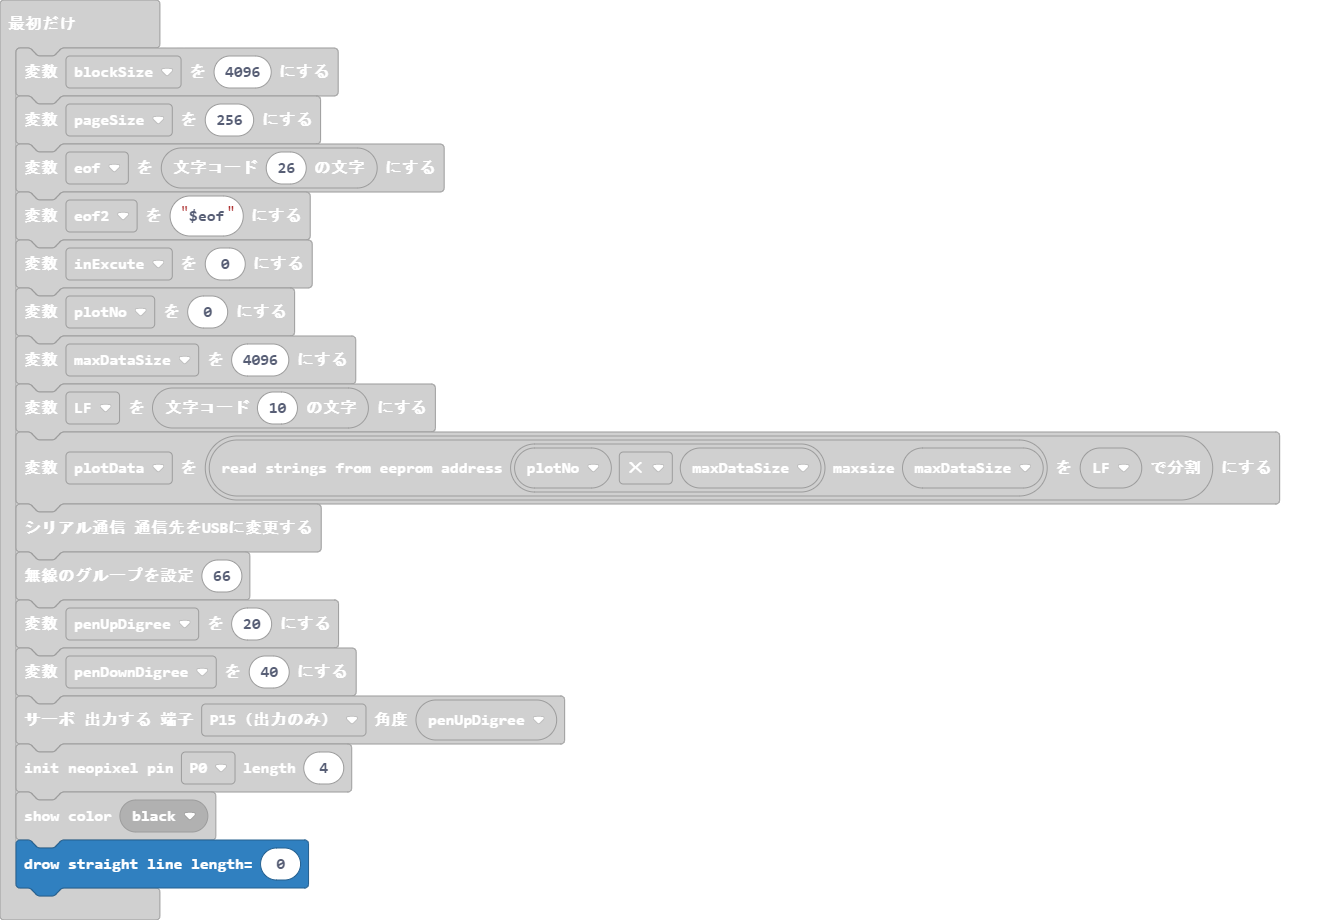 最初だけ
変数 blockSize を 4096 にする
変数 pageSize を 256 にする
変数 eof を 文字コード 26 の文字 にする
変数 eof2 を "$eof" にする
変数 inExcute を 0 にする
変数 plotNo を 0 にする
変数 maxDataSize を 4096 にする
変数 LF を 文字コード 10 の文字 にする
変数 plotData を read strings from eeprom address plotNo × maxDataSize maxsize maxDataSize を LF で分割 にする
シリアル通信 通信先をUSBに変更する
無線のグループを設定 66
変数 penUpDigree を 20 にする
変数 penDownDigree を 40 にする
サーボ 出力する 端子 P15（出力のみ） 角度 penUpDigree
init neopixel pin P0 length 4
show color black
drow straight line length= 0